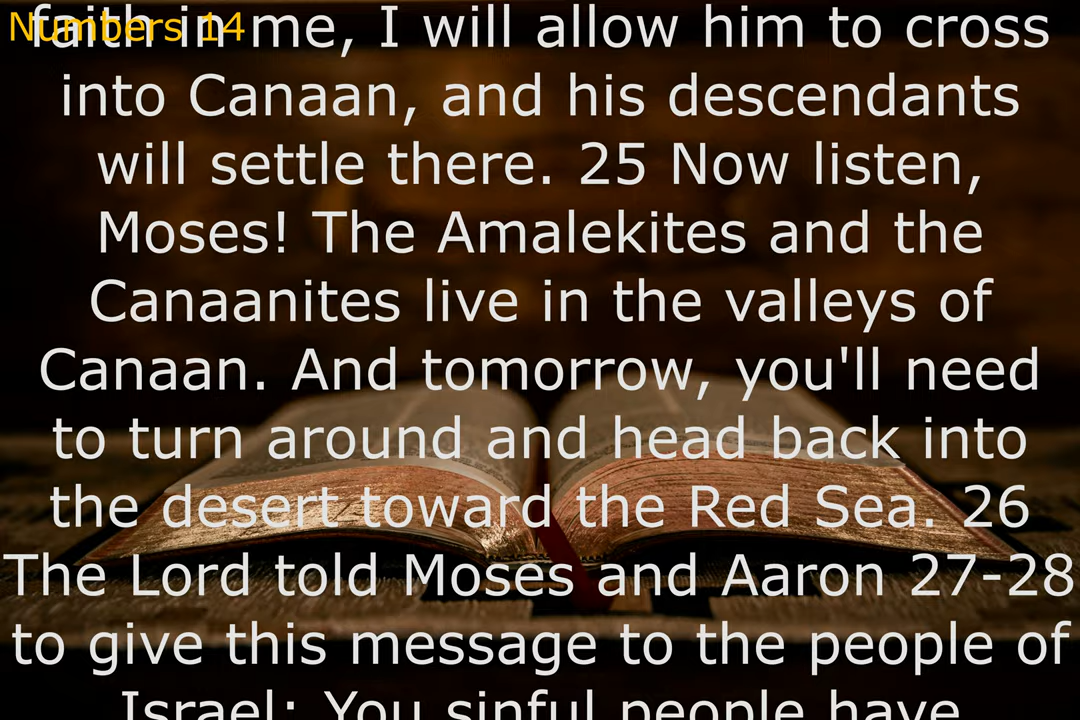 Numbers 14
faith in me, I will allow him to cross
into Canaan, and his descendants
will settle there. 25 Now listen,
Moses! The Amalekites and the
Canaanites live in the valleys of
Canaan. And tomorrow, you'll need
to turn around and head back into
the desert toward the Red Sea. 26
The Lord told Moses and Aaron 27-28
to give this message to the people of
Israel: You sinful people have